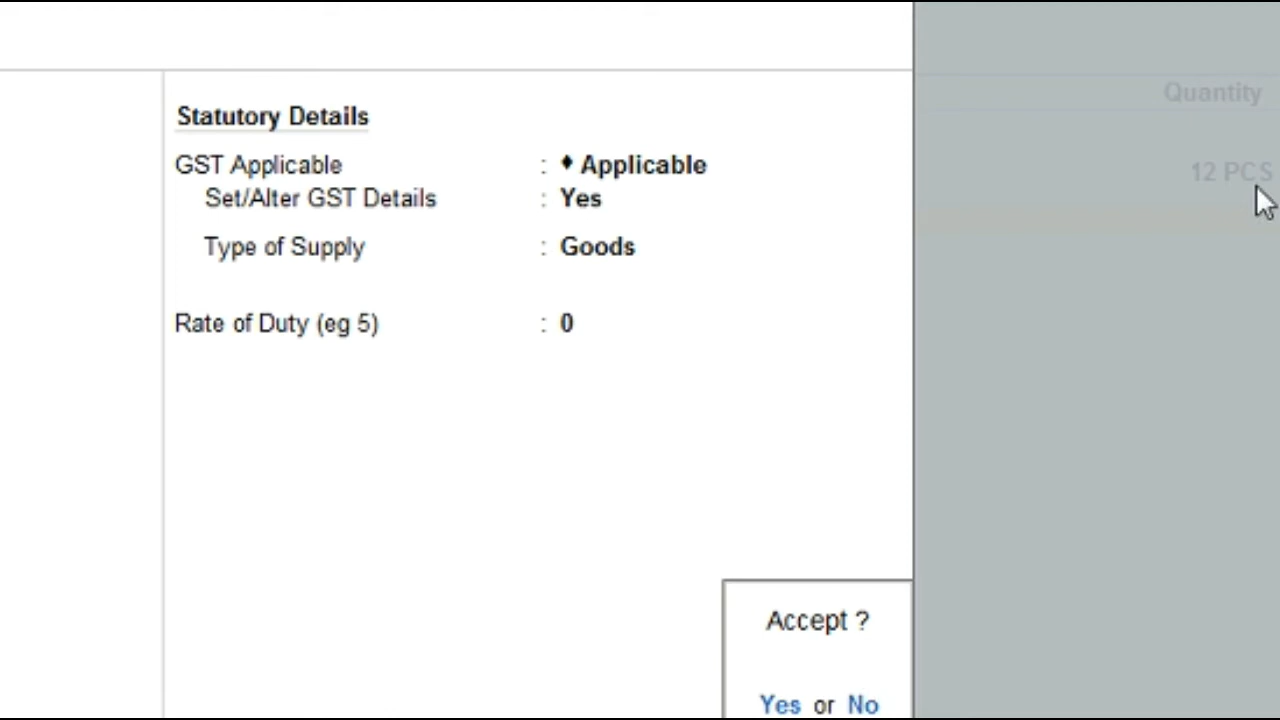 Quantity
Statutory Details
GST Applicable : ♦ Applicable
12 PCS
Set/Alter GST Details : Yes
Type of Supply : Goods
Rate of Duty (eg 5) : 0
Accept ?
Yes or No